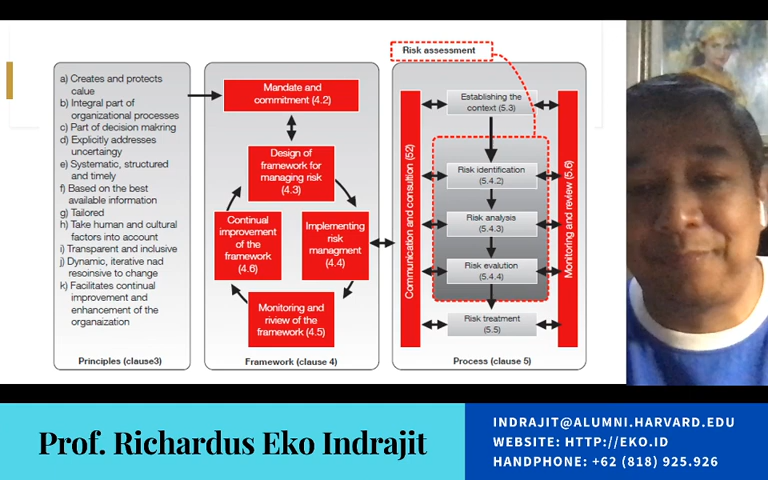 Risk assessment
a) Creates and protects
calue
b) Integral part of
organizational processes
c) Part of decision makring
d) Explicitly addresses
uncertaingy
e) Systematic, structured
and timely
f) Based on the best
available information
g) Tailored
h) Take human and cultural
factors into account
i) Transparent and inclusive
j) Dynamic, iterative nad
resoinsive to change
k) Facilitates continual
improvement and
enhancement of the
organaization
Principles (clause3)
Mandate and
commitment (4.2)
Design of
framework for
managing risk
(4.3)
Continual
improvement
of the
framework
(4.6)
Implementing
risk
managment
(4.4)
Monitoring and
riview of the
framework (4.5)
Framework (clause 4)
Communication and consultion (52)
Establishing the
context (5.3)
Risk identification
(5.4.2)
Risk analysis
(5.4.3)
Risk evalution
(5.4.4)
Risk treatment
(5.5)
Monitoring and review (5.6)
Process (clause 5)
Prof. Richardus Eko Indrajit
INDRAJIT@ALUMNI.HARVARD.EDU
WEBSITE: HTTP://EKO.ID
HANDPHONE: +62 (818) 925.926